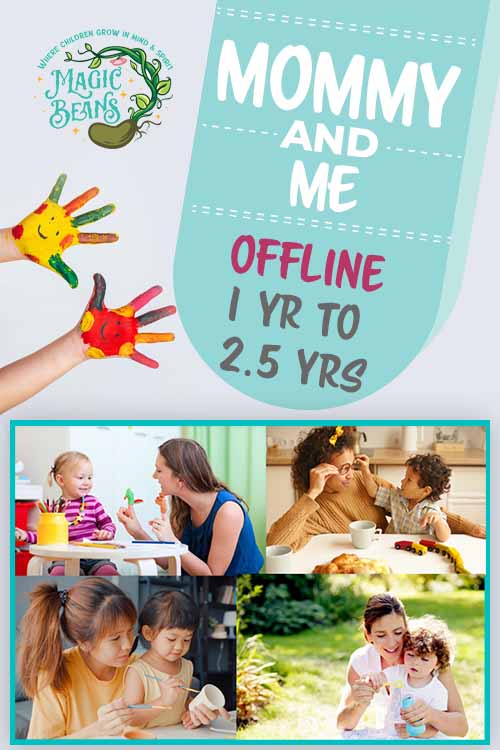 WHERE CHILDREN GROW IN MIND & SPIRIT
MAGIC
BEANS
MOMMY
AND
ME
OFFLINE
1 YR TO
2.5 YRS